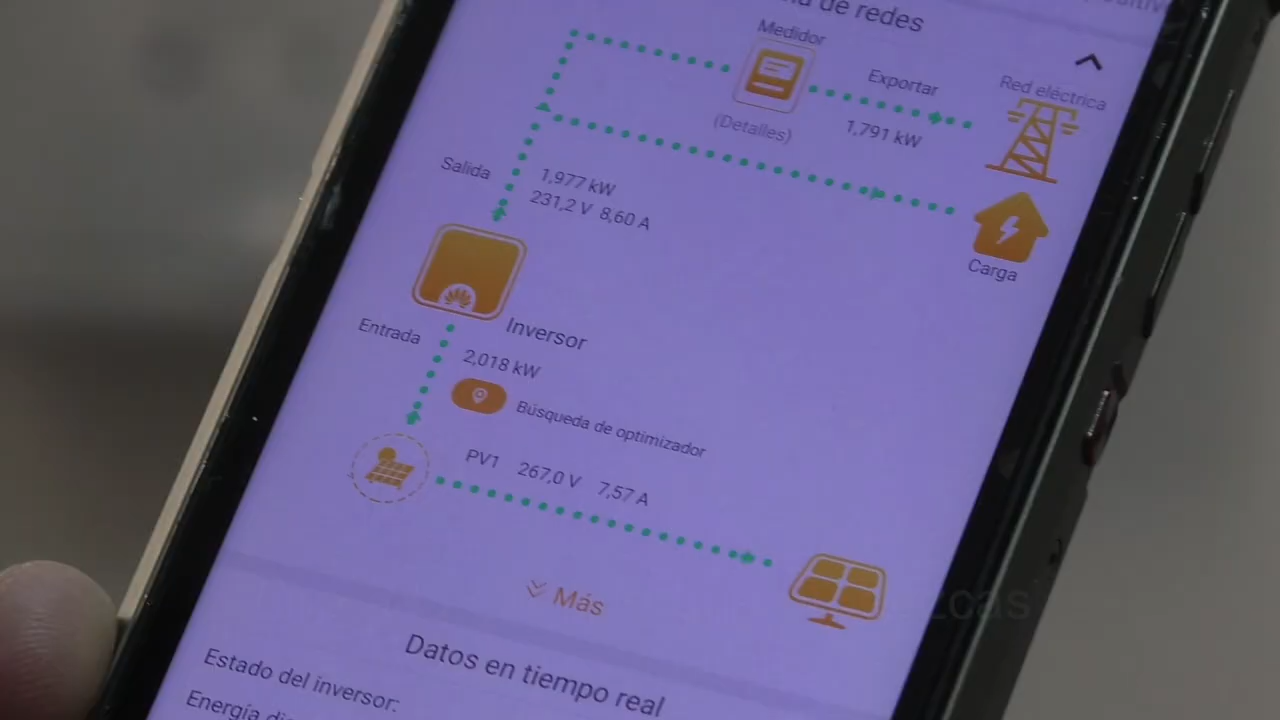 de redes
Medidor
Exportar
Red eléctrica
(Detalles)
1,791 kW
Salida
1,977 kW
231,2 V 8,60 A
Carga
Entrada
Inversor
2,018 kW
Búsqueda de optimizador
PV1 267,0 V 7,57 A
Más
Datos en tiempo real
Estado del inversor:
Energía